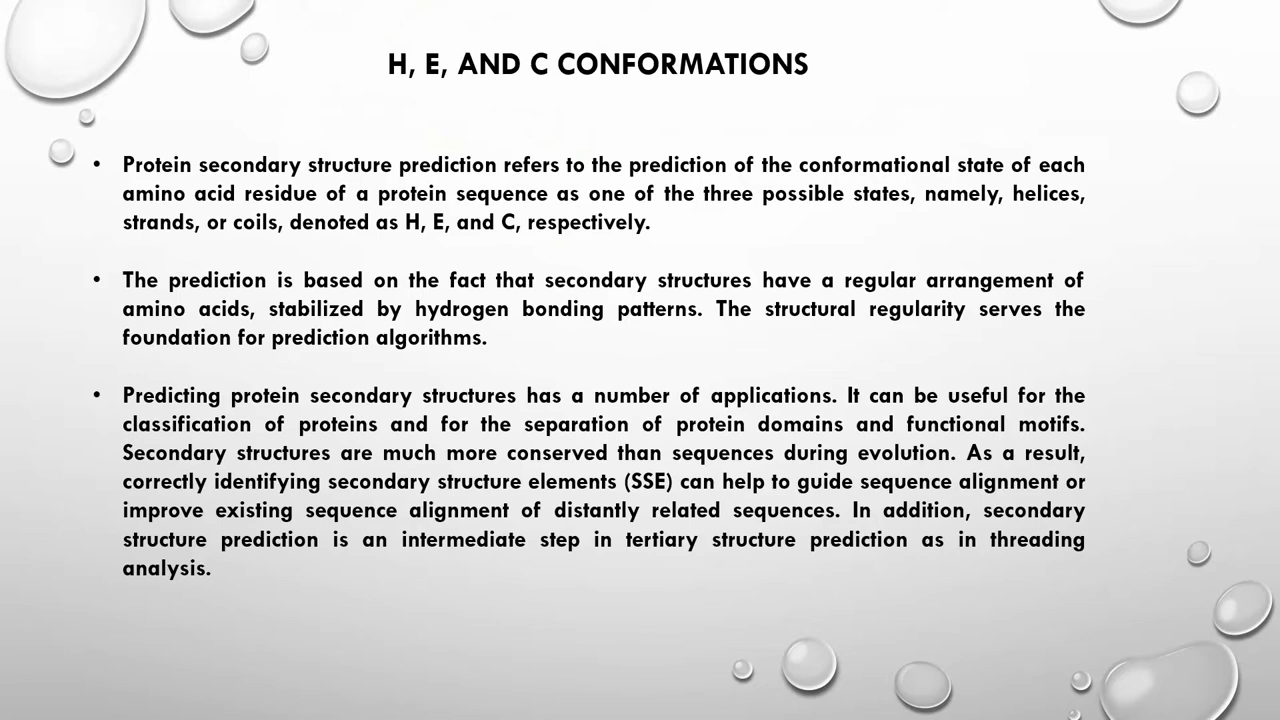 H, E, AND C CONFORMATIONS
• Protein secondary structure prediction refers to the prediction of the conformational state of each
amino acid residue of a protein sequence as one of the three possible states, namely, helices,
strands, or coils, denoted as H, E, and C, respectively.
• The prediction is based on the fact that secondary structures have a regular arrangement of
amino acids, stabilized by hydrogen bonding patterns. The structural regularity serves the
foundation for prediction algorithms.
• Predicting protein secondary structures has a number of applications. It can be useful for the
classification of proteins and for the separation of protein domains and functional motifs.
Secondary structures are much more conserved than sequences during evolution. As a result,
correctly identifying secondary structure elements (SSE) can help to guide sequence alignment or
improve existing sequence alignment of distantly related sequences. In addition, secondary
structure prediction is an intermediate step in tertiary structure prediction as in threading
analysis.